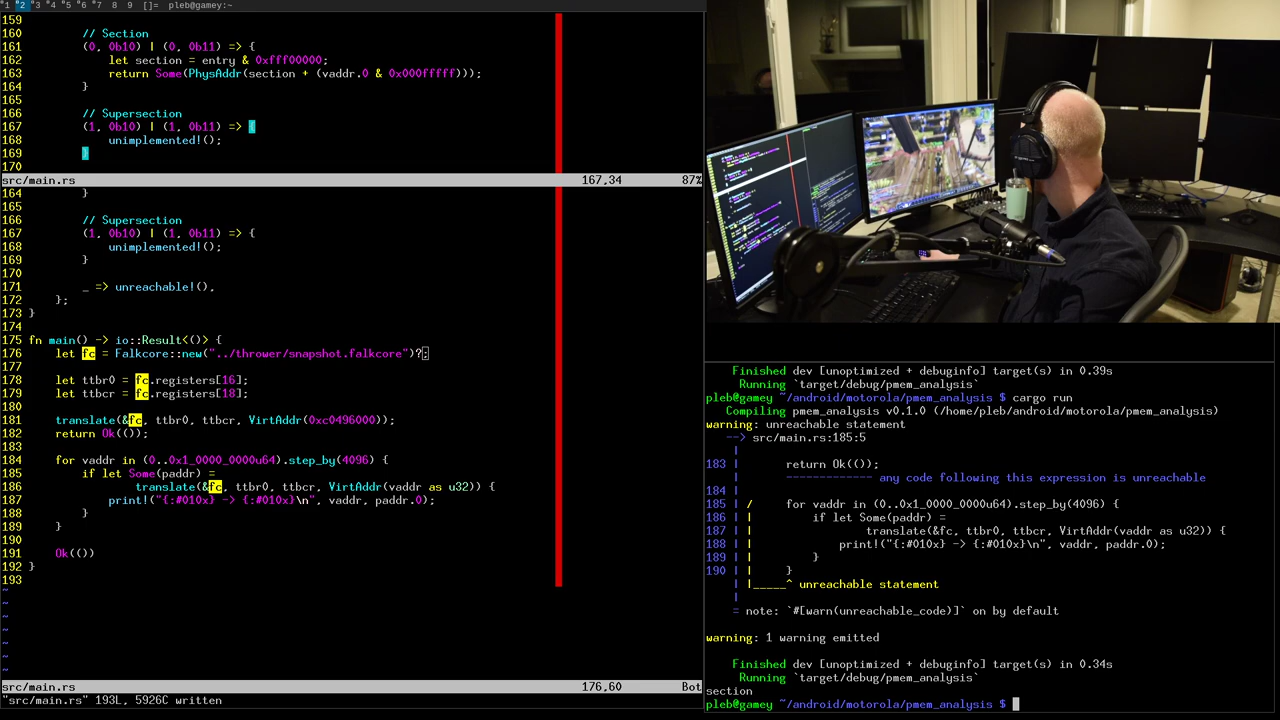 1 2 3 4 5 6 7 8 9 []= pleb@gamey:~
159
160 // Section
161 (0, 0b10) | (0, 0b11) => {
162 let section = entry & 0xfff00000;
163 return Some(PhysAddr(section + (vaddr.0 & 0x000fffff)));
164 }
165
166 // Supersection
167 (1, 0b10) | (1, 0b11) => {
168 unimplemented!();
169 }
170
src/main.rs 167,34 87%
164 }
165
166 // Supersection
167 (1, 0b10) | (1, 0b11) => {
168 unimplemented!();
169 }
170
171 _ => unreachable!(),
172 };
173 }
174
175 fn main() -> io::Result<()> {
176 let fc = Falkcore::new("../thrower/snapshot.falkcore")?;
177
178 let ttbr0 = fc.registers[16];
179 let ttbcr = fc.registers[18];
180
181 translate(&fc, ttbr0, ttbcr, VirtAddr(0xc0496000));
182 return Ok(());
183
184 for vaddr in (0..0x1_0000_0000u64).step_by(4096) {
185 if let Some(paddr) =
186 translate(&fc, ttbr0, ttbcr, VirtAddr(vaddr as u32)) {
187 print!("{:#010x} -> {:#010x}\n", vaddr, paddr.0);
188 }
189 }
190
191 Ok(())
192 }
193
~
~
~
~
~
~
~
src/main.rs 176,60 Bot
"src/main.rs" 193L, 5926C written
Finished dev [unoptimized + debuginfo] target(s) in 0.39s
Running `target/debug/pmem_analysis`
pleb@gamey ~/android/motorola/pmem_analysis $ cargo run
Compiling pmem_analysis v0.1.0 (/home/pleb/android/motorola/pmem_analysis)
warning: unreachable statement
--> src/main.rs:185:5
|
183 | return Ok(());
| ------------- any code following this expression is unreachable
184 |
185 | / for vaddr in (0..0x1_0000_0000u64).step_by(4096) {
186 | | if let Some(paddr) =
187 | | translate(&fc, ttbr0, ttbcr, VirtAddr(vaddr as u32)) {
188 | | print!("{:#010x} -> {:#010x}\n", vaddr, paddr.0);
189 | | }
190 | | }
| |_____^ unreachable statement
|
= note: `#[warn(unreachable_code)]` on by default
warning: 1 warning emitted
Finished dev [unoptimized + debuginfo] target(s) in 0.34s
Running `target/debug/pmem_analysis`
section
pleb@gamey ~/android/motorola/pmem_analysis $